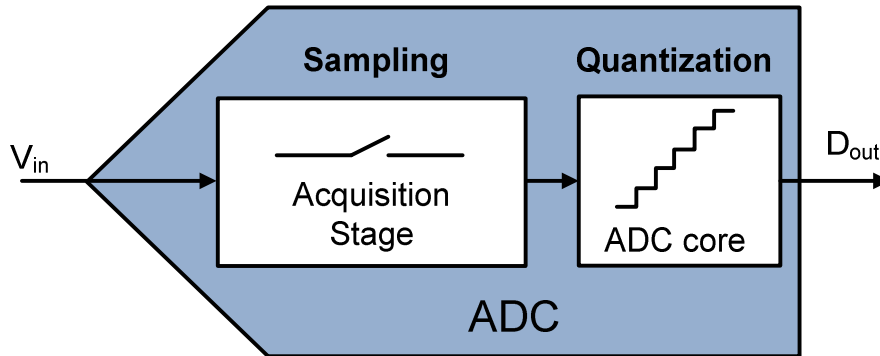 Sampling
Quantization
Vin
Acquisition
Stage
ADC core
Dout
ADC